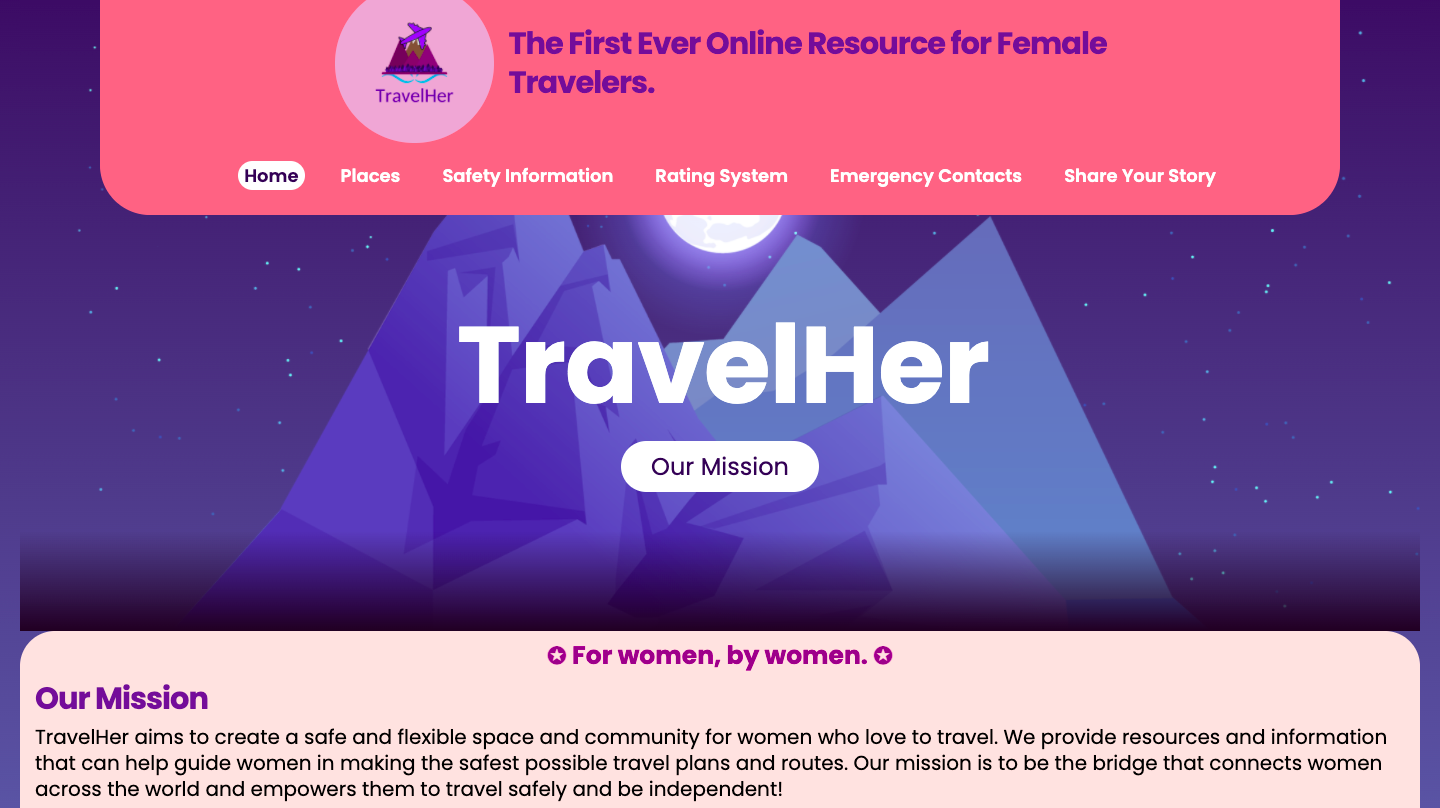 The First Ever Online Resource for Female
Travelers.
TravelHer
Home Places Safety Information Rating System Emergency Contacts Share Your Story
TravelHer
Our Mission
✪ For women, by women. ✪
Our Mission
TravelHer aims to create a safe and flexible space and community for women who love to travel. We provide resources and information
that can help guide women in making the safest possible travel plans and routes. Our mission is to be the bridge that connects women
across the world and empowers them to travel safely and be independent!